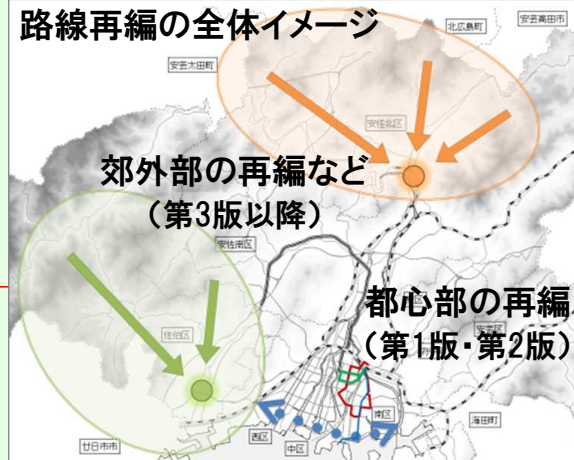 路線再編の全体イメージ
北広島町
安芸高田市
安芸太田町
安佐北区
郊外部の再編など
（第3版以降）
安佐南区
都心部の再編
（第1版・第2版）
安芸区
佐伯区
南区
海田町
西区
中区
廿日市市